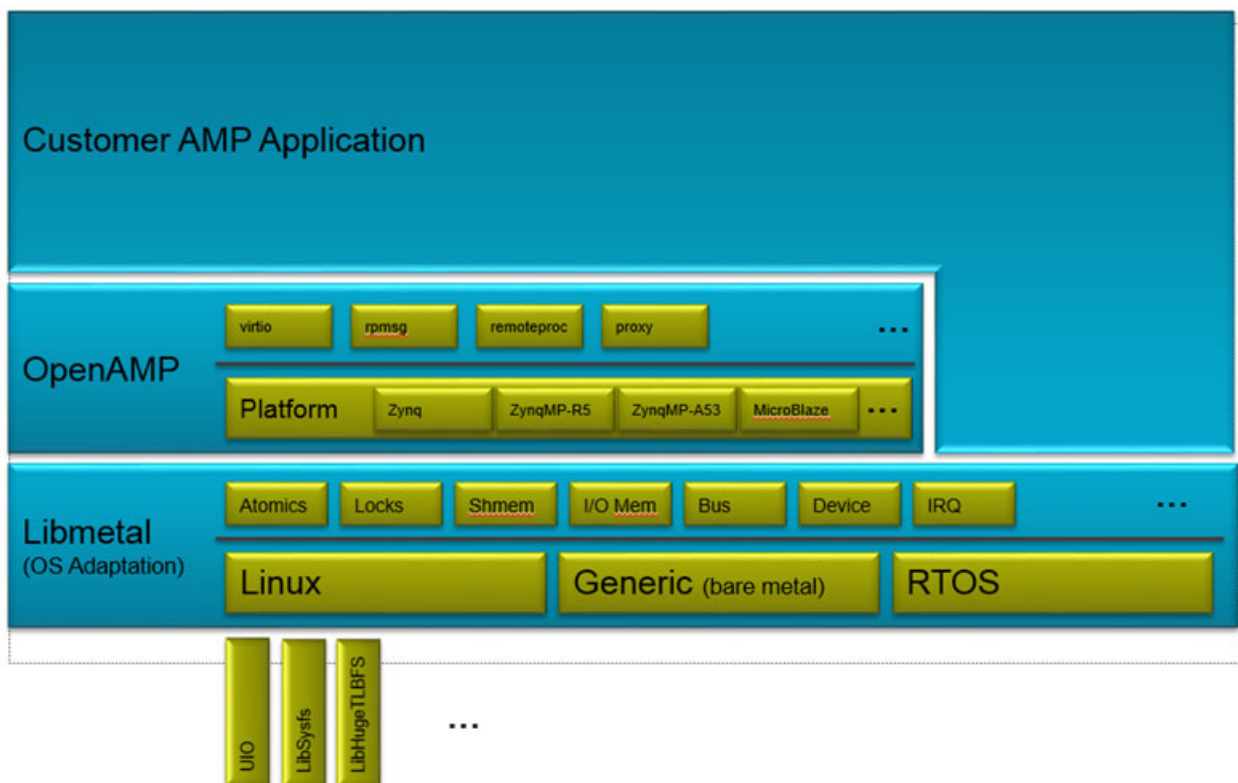 Customer AMP Application
virtio
rpmsg
remoteproc
proxy
...
OpenAMP
Platform
Zynq
ZynqMP-R5
ZynqMP-A53
MicroBlaze
...
Atomics
Locks
Shmem
I/O Mem
Bus
Device
IRQ
...
Libmetal
(OS Adaptation)
Linux
Generic (bare metal)
RTOS
UIO
LibSysfs
LibHugeTLBFS
...